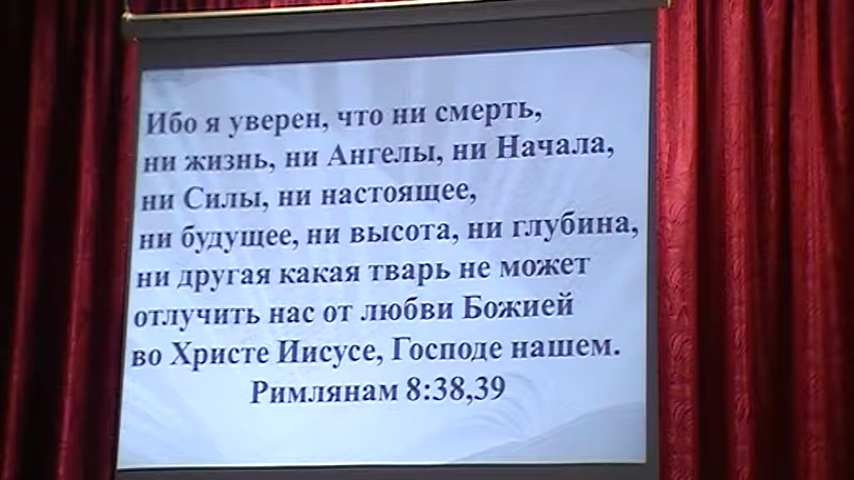 Ибо я уверен, что ни смерть,
ни жизнь, ни Ангелы, ни Начала,
ни Силы, ни настоящее,
ни будущее, ни высота, ни глубина,
ни другая какая тварь не может
отлучить нас от любви Божией
во Христе Иисусе, Господе нашем.
Римлянам 8:38,39